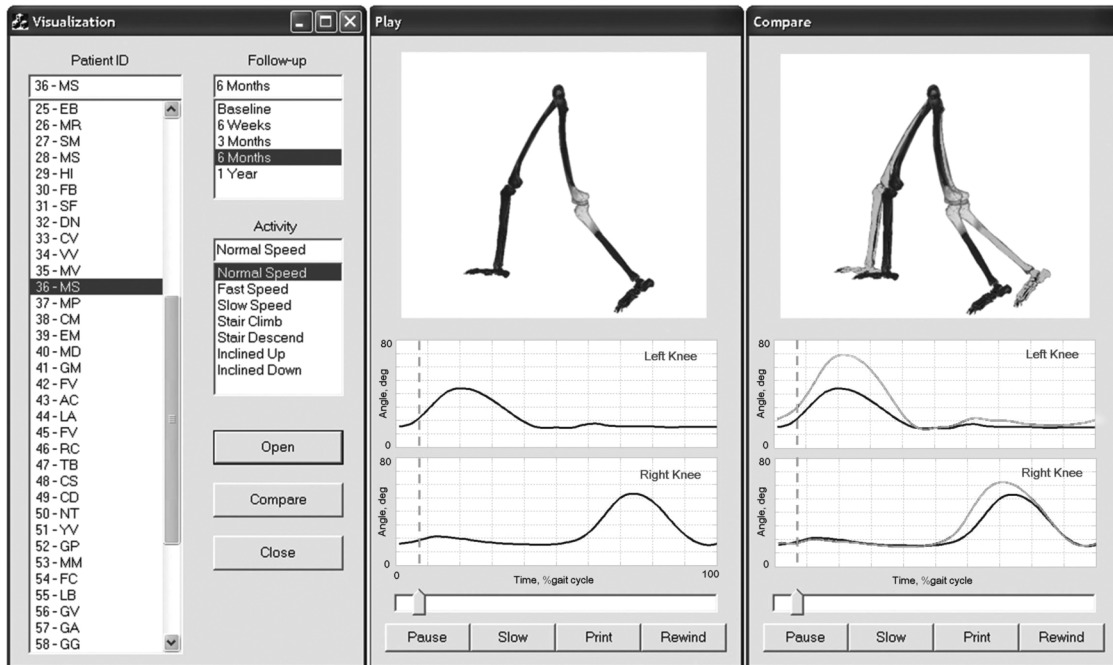 Visualization
Patient ID
36 - MS
25 - EB
26 - MR
27 - SM
28 - MS
29 - HI
30 - FB
31 - SF
32 - DN
33 - CV
34 - VV
35 - MV
36 - MS
37 - MP
38 - CM
39 - EM
40 - MD
41 - GM
42 - FV
43 - AC
44 - LA
45 - FV
46 - RC
47 - TB
48 - CS
49 - CD
50 - NT
51 - YV
52 - GP
53 - MM
54 - FC
55 - LB
56 - GV
57 - GA
58 - GG
Follow-up
6 Months
Baseline
6 Weeks
3 Months
6 Months
1 Year
Activity
Normal Speed
Normal Speed
Fast Speed
Slow Speed
Stair Climb
Stair Descend
Inclined Up
Inclined Down
Open
Compare
Close
Play
80
Left Knee
Angle, deg
0
80
Right Knee
Angle, deg
0
0
Time, %gait cycle
100
Pause
Slow
Print
Rewind
Compare
80
Left Knee
Angle, deg
0
80
Right Knee
Angle, deg
0
Time, %gait cycle
Pause
Slow
Print
Rewind